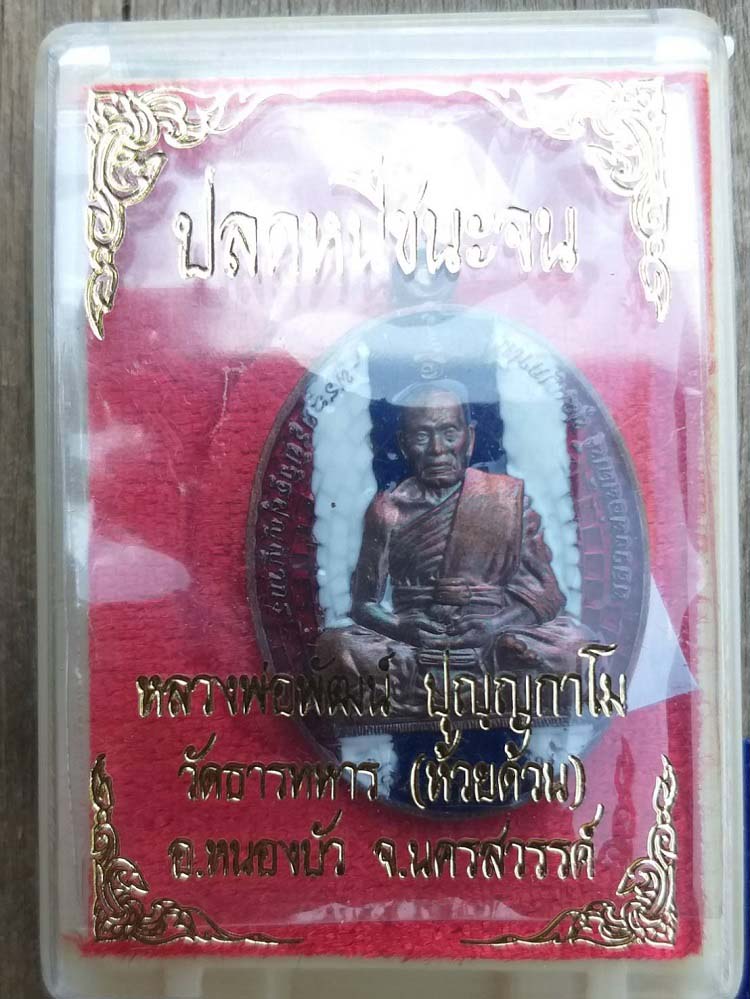 ปลดหนี้ชนะจน
หลวงพ่อพัฒน์ ปุญฺญกาโม
วัดธารทหาร (ห้วยด้วน)
อ.หนองบัว จ.นครสวรรค์